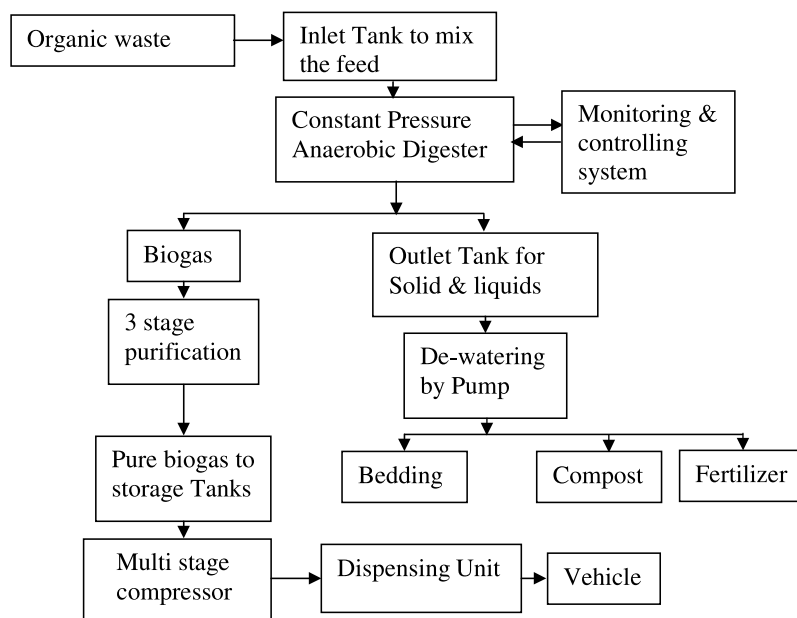 Organic waste
Inlet Tank to mix
the feed
Constant Pressure
Anaerobic Digester
Monitoring &
controlling
system
Biogas
Outlet Tank for
Solid & liquids
3 stage
purification
De-watering
by Pump
Pure biogas to
storage Tanks
Bedding
Compost
Fertilizer
Multi stage
compressor
Dispensing Unit
Vehicle